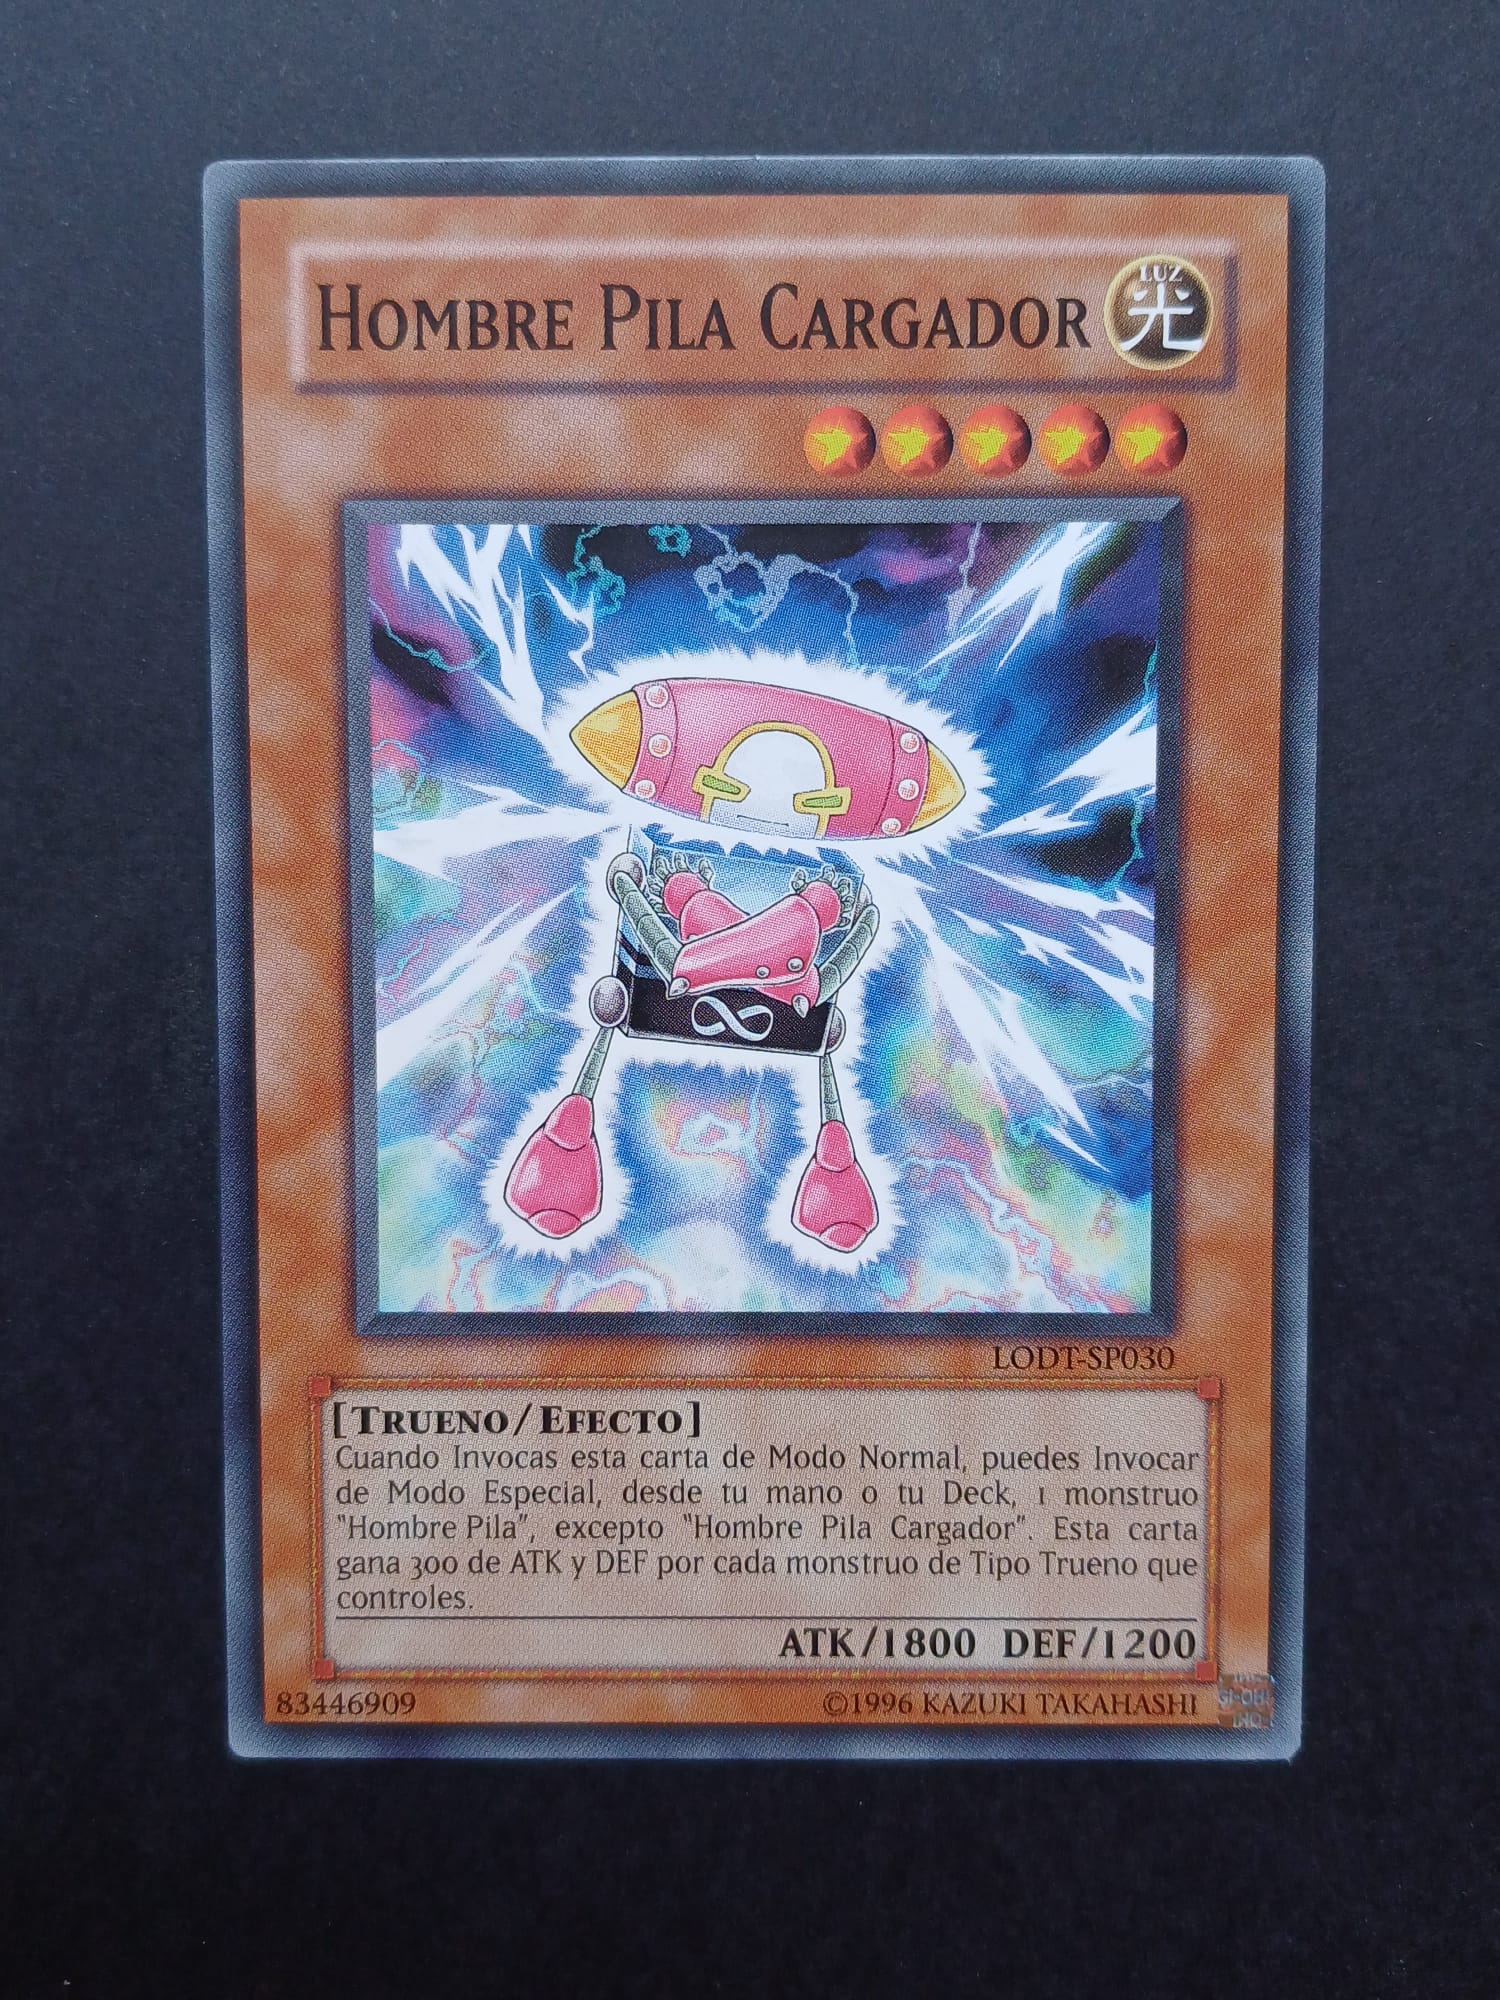 HOMBRE PILA CARGADOR
LUZ
光
LODT-SP030
[TRUENO/EFECTO]
Cuando Invocas esta carta de Modo Normal, puedes Invocar
de Modo Especial, desde tu mano o tu Deck, 1 monstruo
"Hombre Pila", excepto "Hombre Pila Cargador". Esta carta
gana 300 de ATK y DEF por cada monstruo de Tipo Trueno que
controles.
ATK/1800 DEF/1200
83446909
©1996 KAZUKI TAKAHASHI